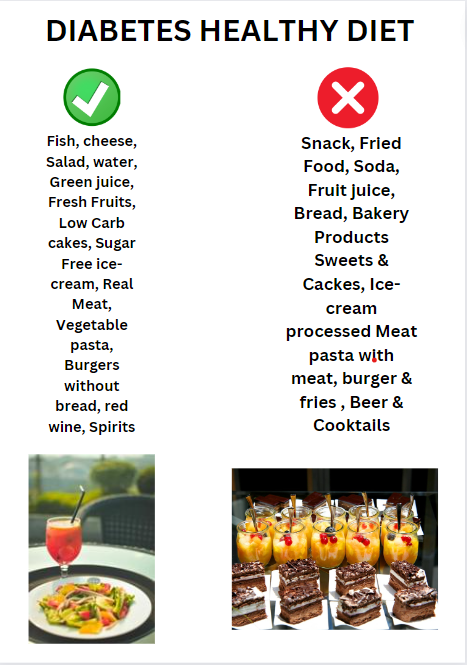 DIABETES HEALTHY DIET
Fish, cheese,
Salad, water,
Green juice,
Fresh Fruits,
Low Carb
cakes, Sugar
Free ice-
cream, Real
Meat,
Vegetable
pasta,
Burgers
without
bread, red
wine, Spirits
Snack, Fried
Food, Soda,
Fruit juice,
Bread, Bakery
Products
Sweets &
Cackes, Ice-
cream
processed Meat
pasta with
meat, burger &
fries , Beer &
Cooktails